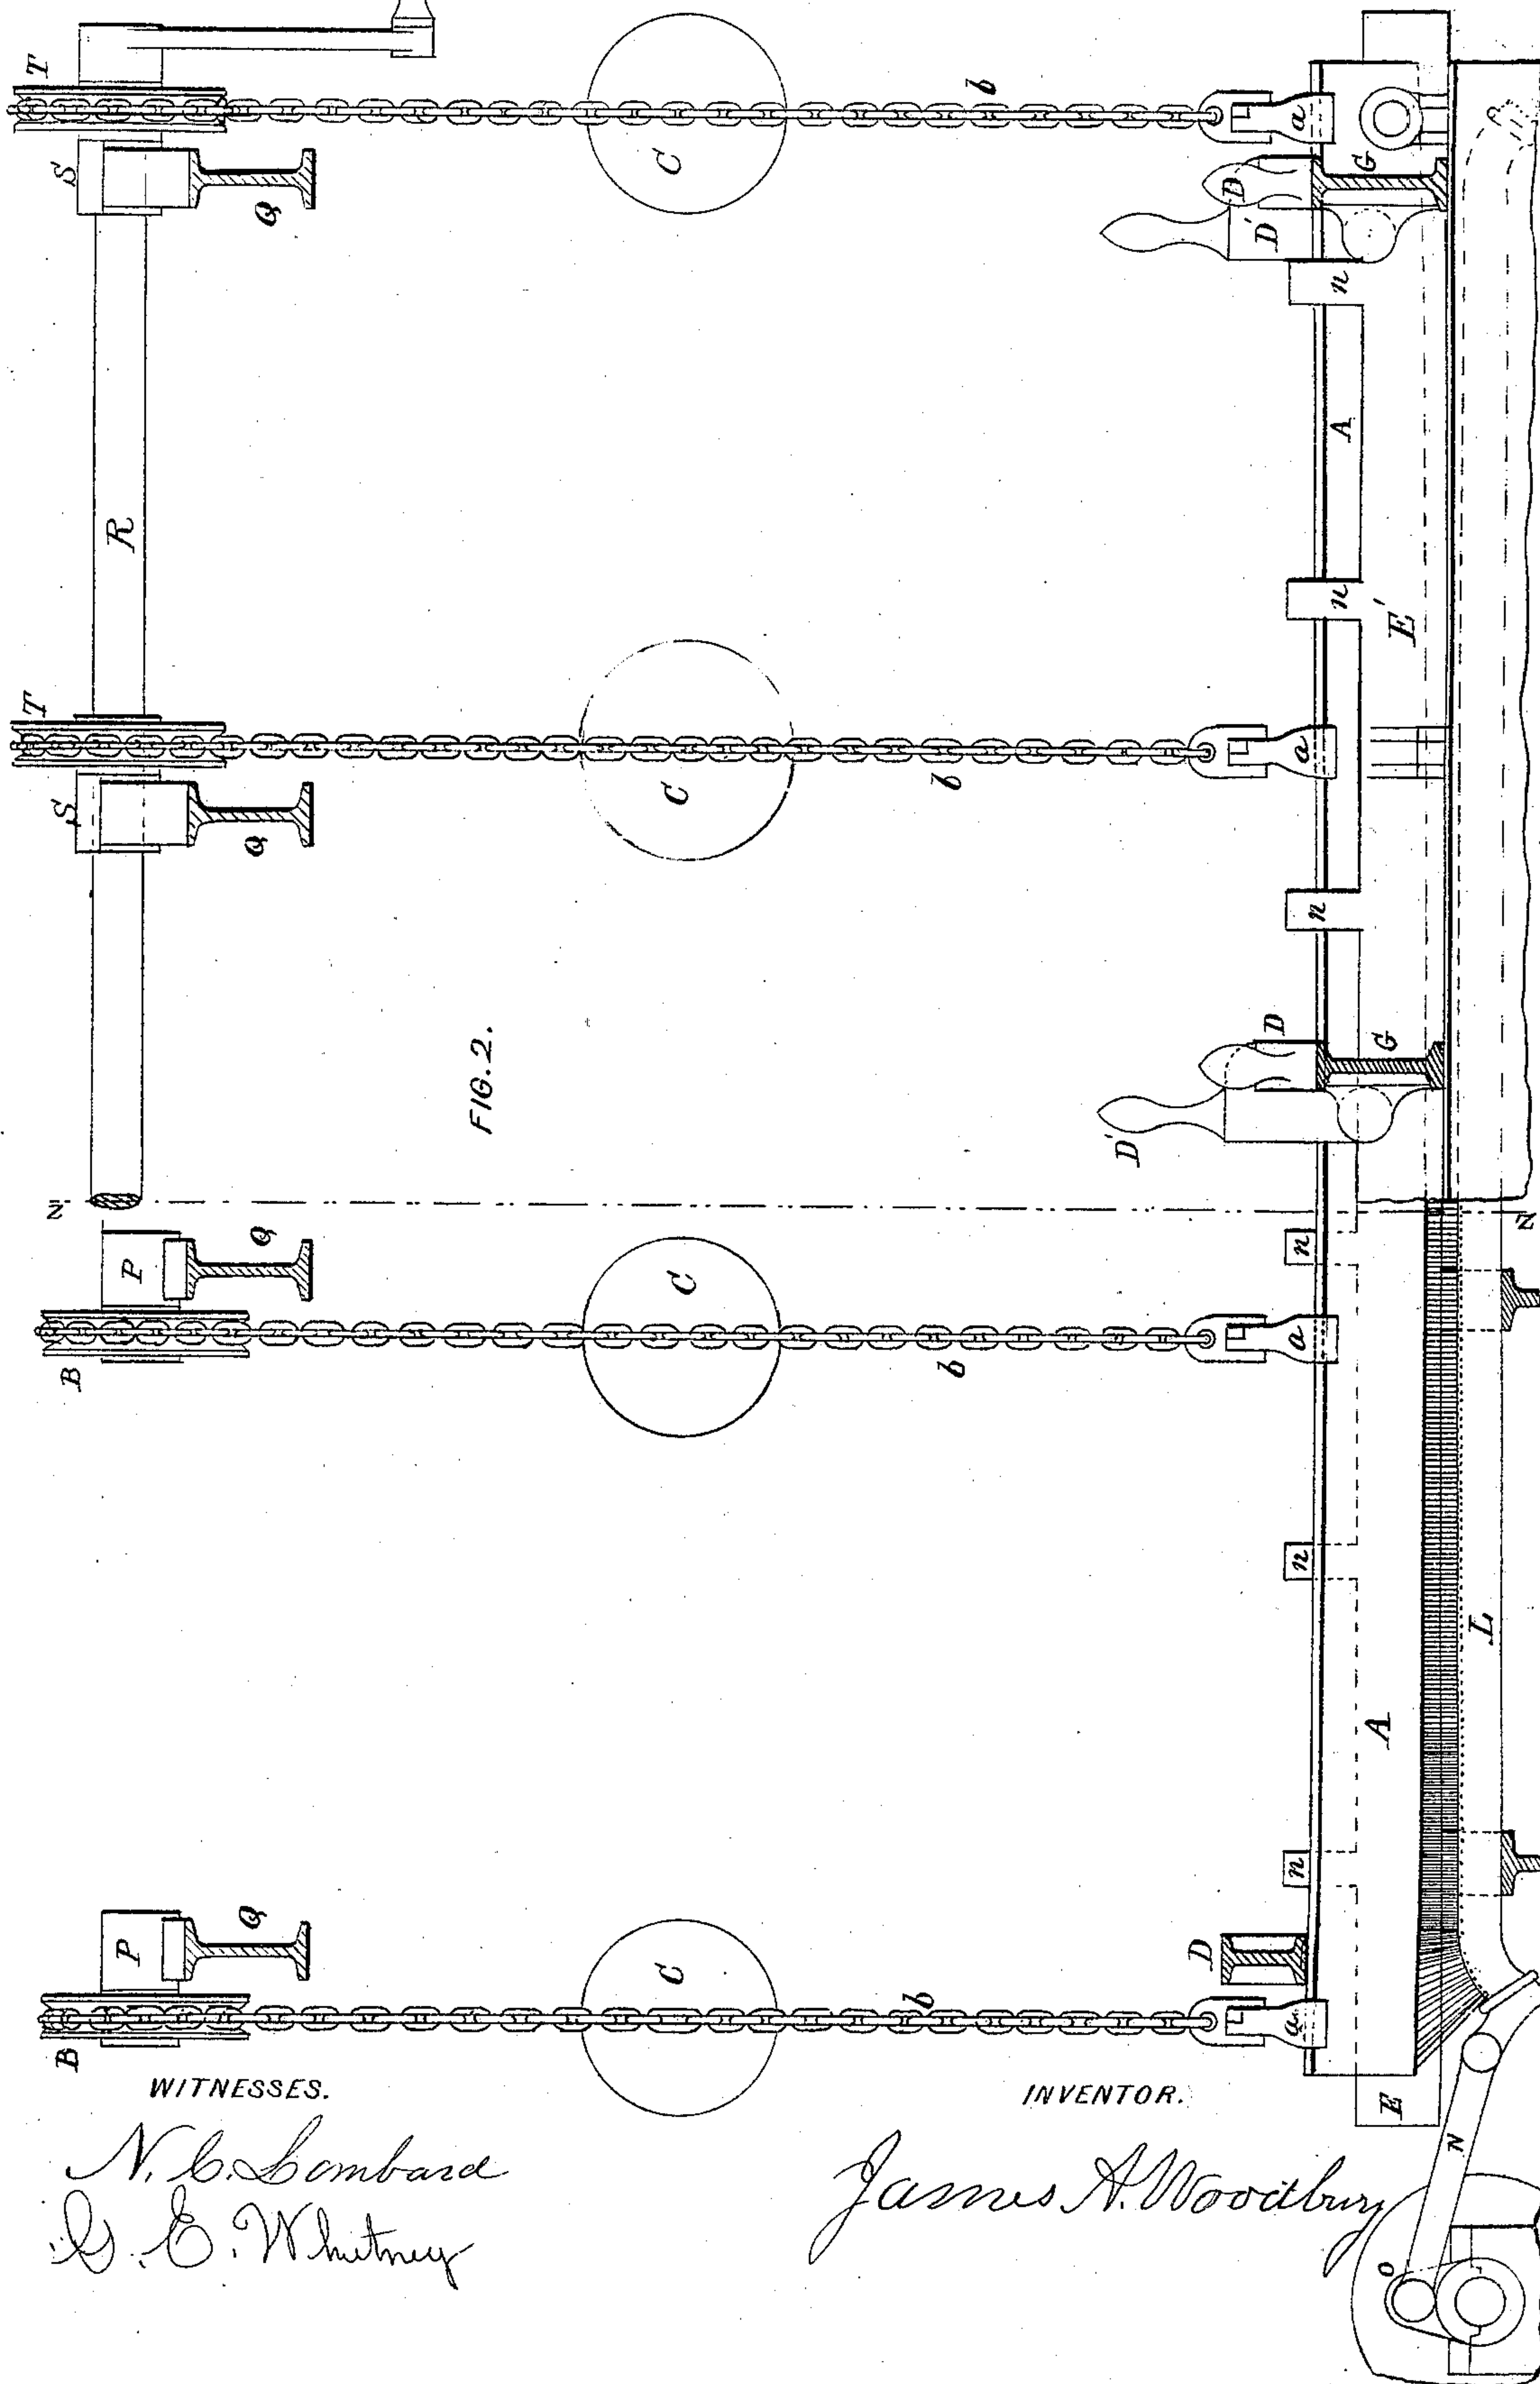 T
T
S
S
R
Q
Q
b
b
C
C
a
a
D
D'
G
n
A
n
E'
n
FIG. 2.
D
D'
G
Z
Z
P
Q
B
C
b
a
n
n
A
L
n
P
Q
B
C
b
a
D
E
N
O
WITNESSES.
N. C. Lombard
G. E. Whitney
INVENTOR.
James A. Woodbury